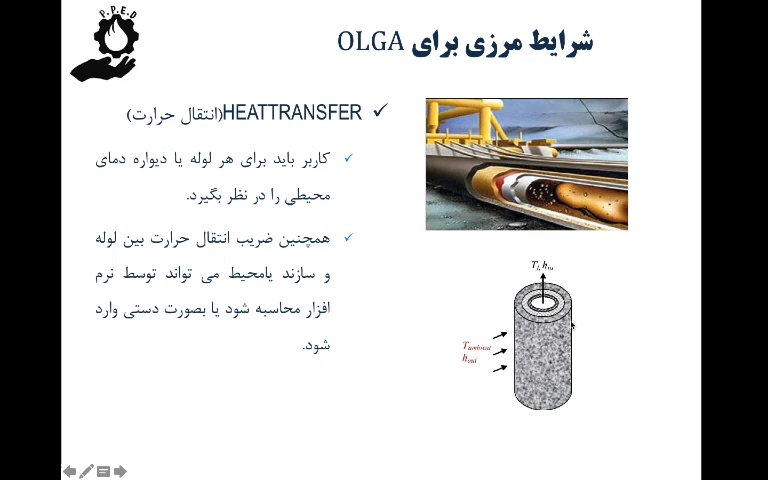 P.P.E.D
شرایط مرزی برای OLGA
HEATTRANSFER(انتقال حرارت)
کاربر باید برای هر لوله یا دیواره دمای
محیطی را در نظر بگیرد.
همچنین ضریب انتقال حرارت بین لوله
و سازند یامحیط می تواند توسط نرم
افزار محاسبه شود یا بصورت دستی وارد
شود.
Tambient
hout